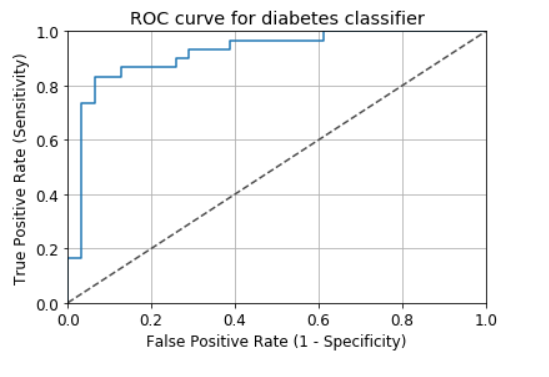 ROC curve for diabetes classifier
True Positive Rate (Sensitivity)
1.0
0.8
0.6
0.4
0.2
0.0
0.0 0.2 0.4 0.6 0.8 1.0
False Positive Rate (1 - Specificity)